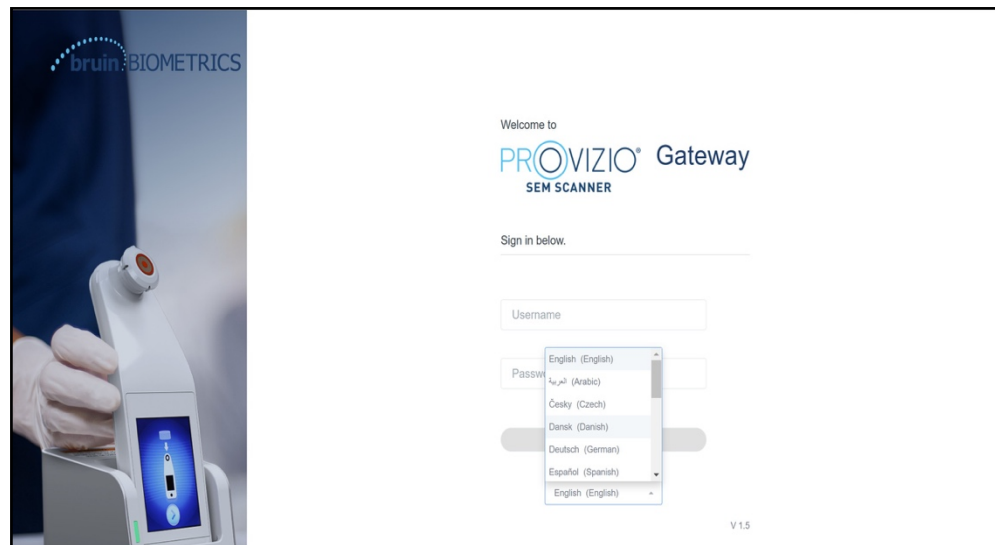 bruin BIOMETRICS
Welcome to
PROVIZIO® Gateway
SEM SCANNER
Sign in below.
Username
English (English)
العربية (Arabic)
Česky (Czech)
Dansk (Danish)
Deutsch (German)
Español (Spanish)
English (English)
V 1.5